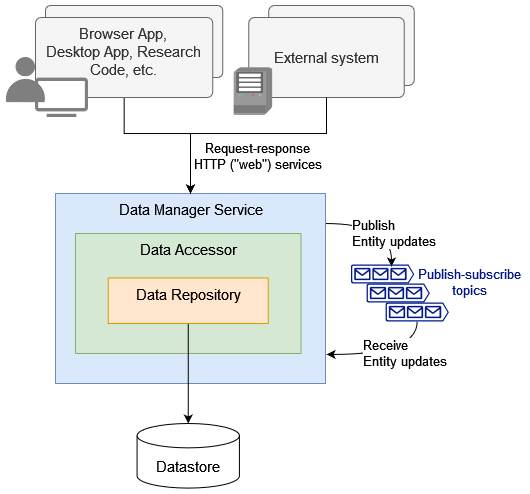 Browser App,
Desktop App, Research
Code, etc.
External system
Request-response
HTTP ("web") services
Data Manager Service
Data Accessor
Data Repository
Publish
Entity updates
Publish-subscribe
topics
Receive
Entity updates
Datastore